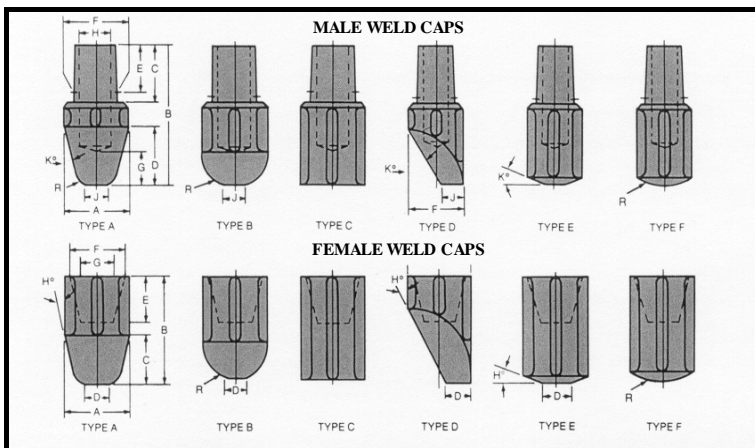 MALE WELD CAPS
F
H
E
C
B
K°
G
D
R
J
A
TYPE A
R
J
TYPE B
TYPE C
K°
J
F
TYPE D
K°
TYPE E
R
TYPE F
FEMALE WELD CAPS
F
G
H°
E
B
C
D
A
TYPE A
R
D
TYPE B
TYPE C
H°
D
TYPE D
H°
D
TYPE E
R
TYPE F